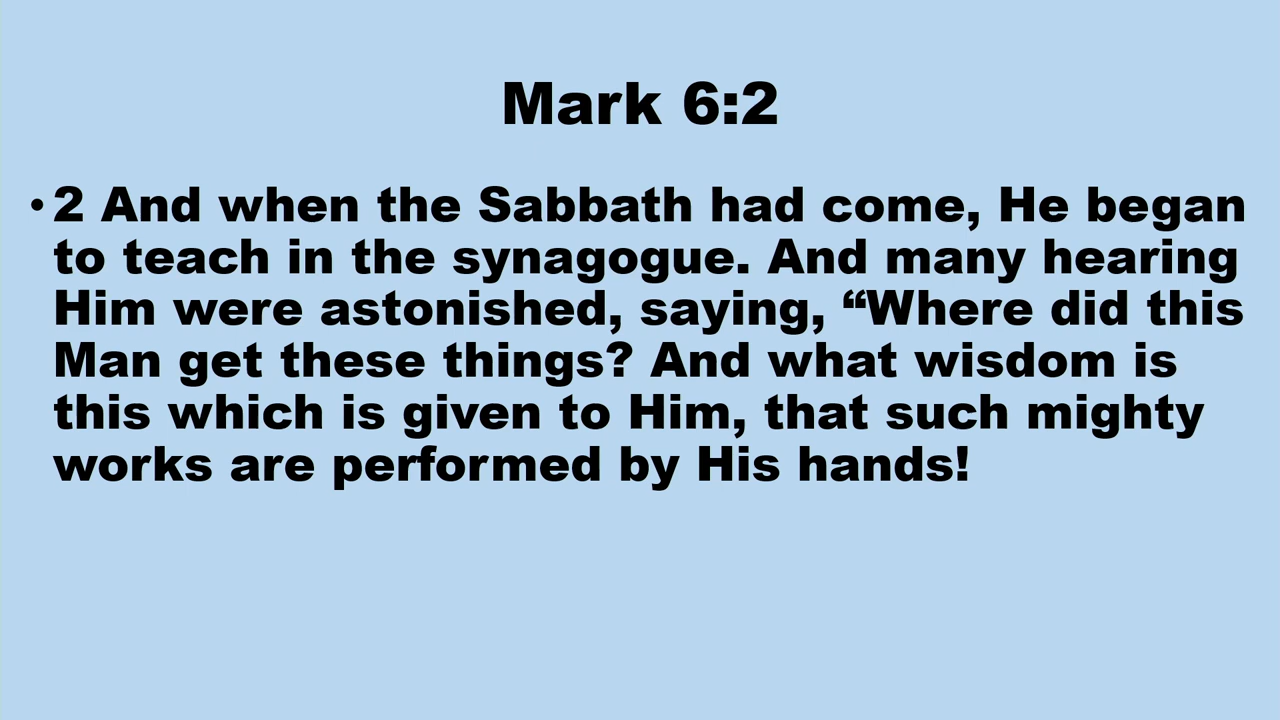 Mark 6:2
• 2 And when the Sabbath had come, He began
to teach in the synagogue. And many hearing
Him were astonished, saying, “Where did this
Man get these things? And what wisdom is
this which is given to Him, that such mighty
works are performed by His hands!